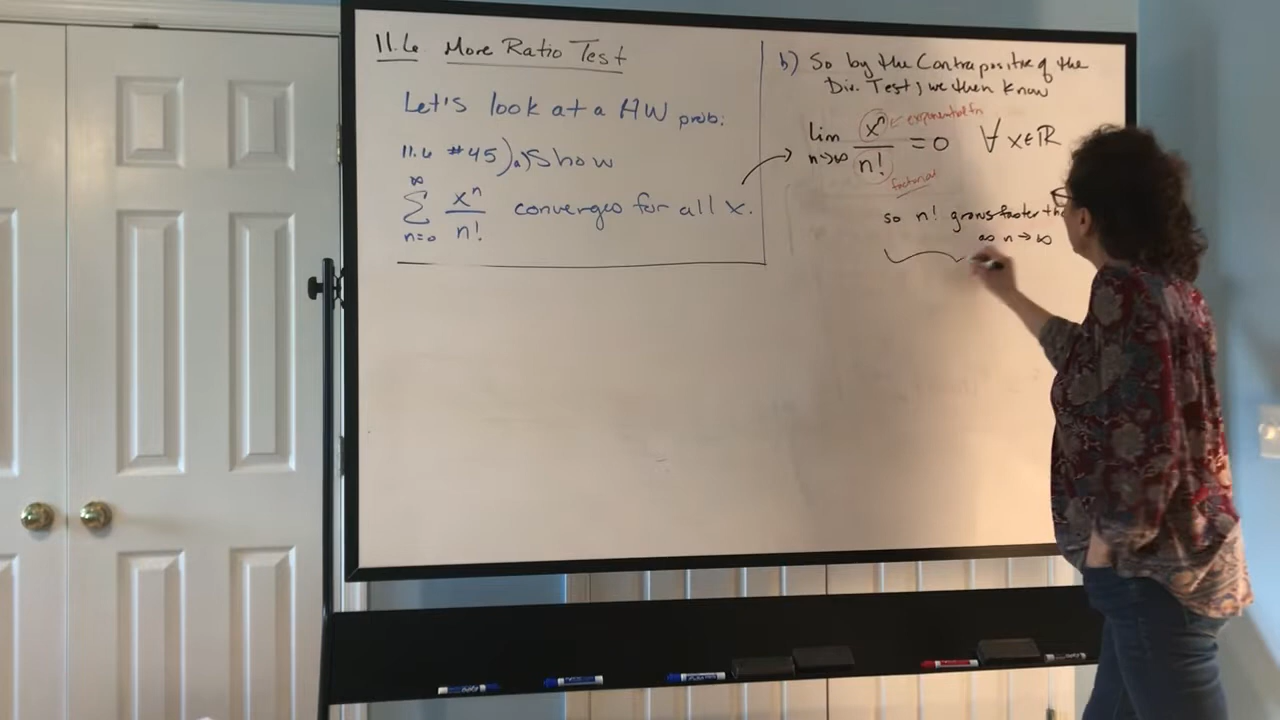 11.6 More Ratio Test
Let's look at a HW prob:
11.6 #45) a) Show
∞
∑ xⁿ/n! converges for all x.
n=0
b) So by the Contrapositive of the
Div. Test, we then know
lim xⁿ/n! = 0 ∀ x∈ℝ
n→∞
← exponential fn
factorial
so n! grows faster th
as n→∞